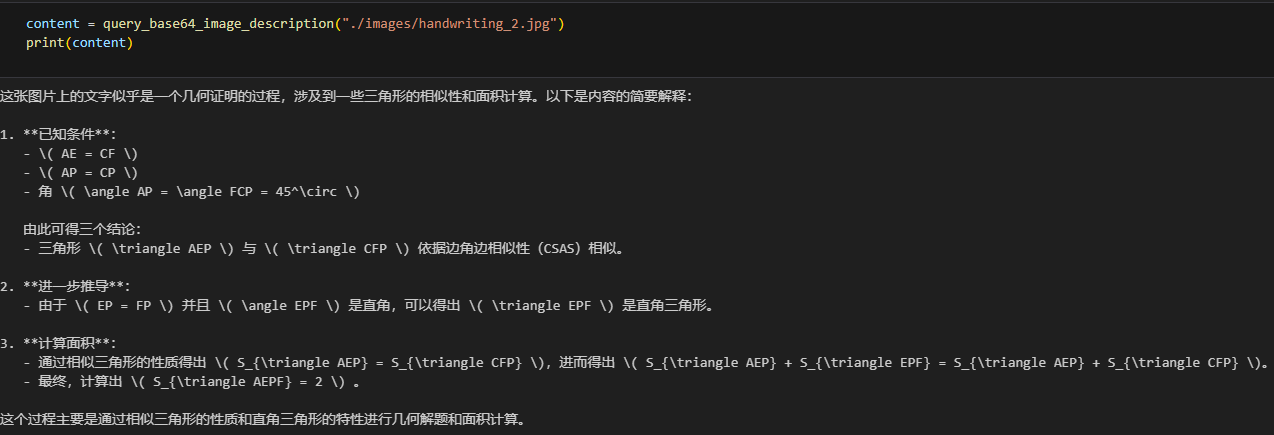 content = query_base64_image_description("./images/handwriting_2.jpg")
print(content)
这张图片上的文字似乎是一个几何证明的过程，涉及到一些三角形的相似性和面积计算。以下是内容的简要解释：
1. **已知条件**：
- \( AE = CF \)
- \( AP = CP \)
- 角 \( \angle AP = \angle FCP = 45^\circ \)
由此可得三个结论：
- 三角形 \( \triangle AEP \) 与 \( \triangle CFP \) 依据边角边相似性（CSAS）相似。
2. **进一步推导**：
- 由于 \( EP = FP \) 并且 \( \angle EPF \) 是直角，可以得出 \( \triangle EPF \) 是直角三角形。
3. **计算面积**：
- 通过相似三角形的性质得出 \( S_{\triangle AEP} = S_{\triangle CFP} \)，进而得出 \( S_{\triangle AEP} + S_{\triangle EPF} = S_{\triangle AEP} + S_{\triangle CFP} \)。
- 最终，计算出 \( S_{\triangle AEPF} = 2 \) 。
这个过程主要是通过相似三角形的性质和直角三角形的特性进行几何解题和面积计算。